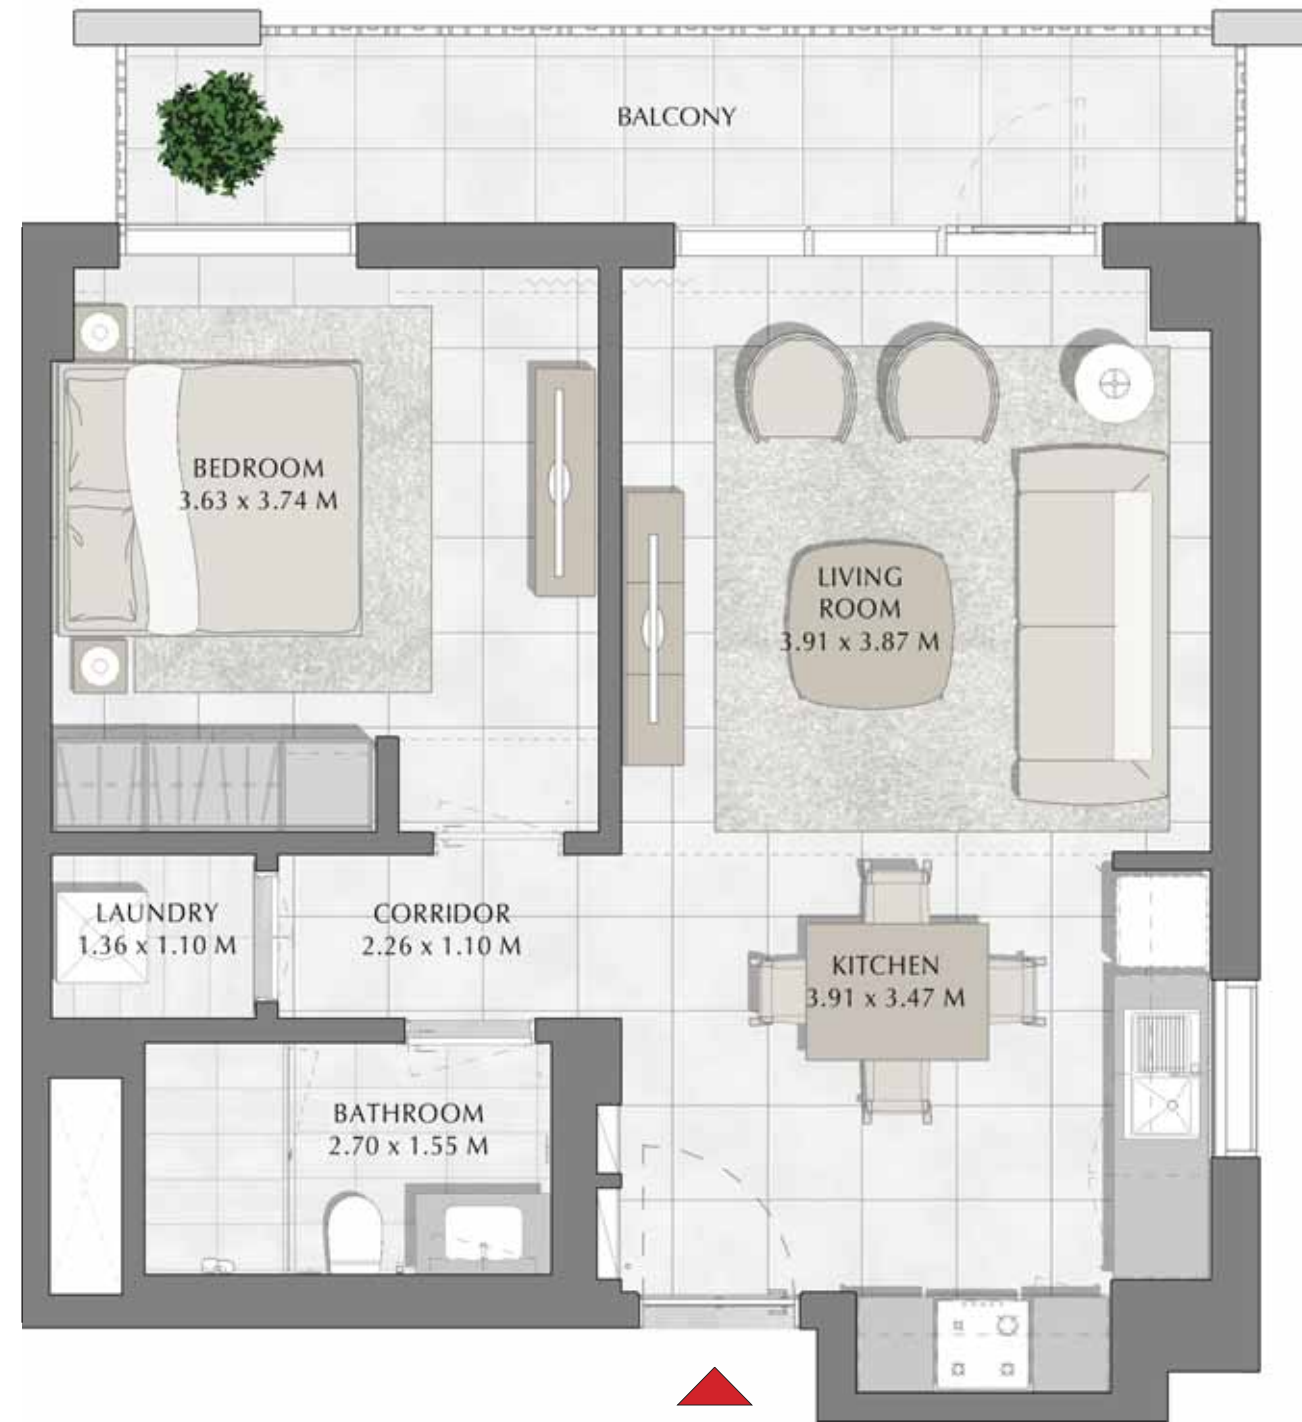 BALCONY
BEDROOM
3.63 x 3.74 M
LIVING
ROOM
3.91 x 3.87 M
LAUNDRY
1.36 x 1.10 M
CORRIDOR
2.26 x 1.10 M
KITCHEN
3.91 x 3.47 M
BATHROOM
2.70 x 1.55 M